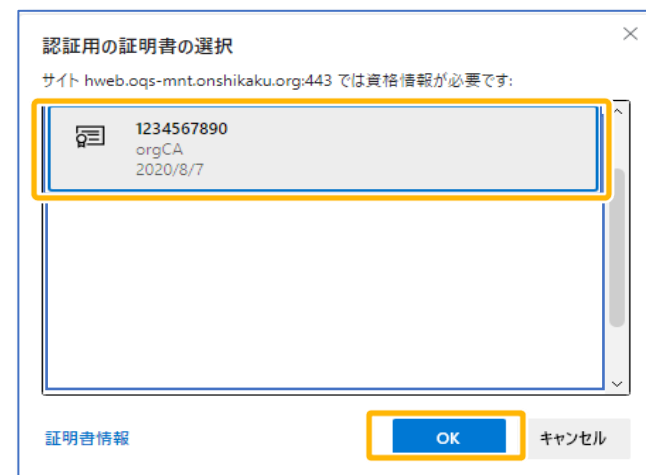 認証用の証明書の選択
サイト hweb.oqs-mnt.onshikaku.org:443 では資格情報が必要です:
1234567890
orgCA
2020/8/7
証明書情報
OK
キャンセル